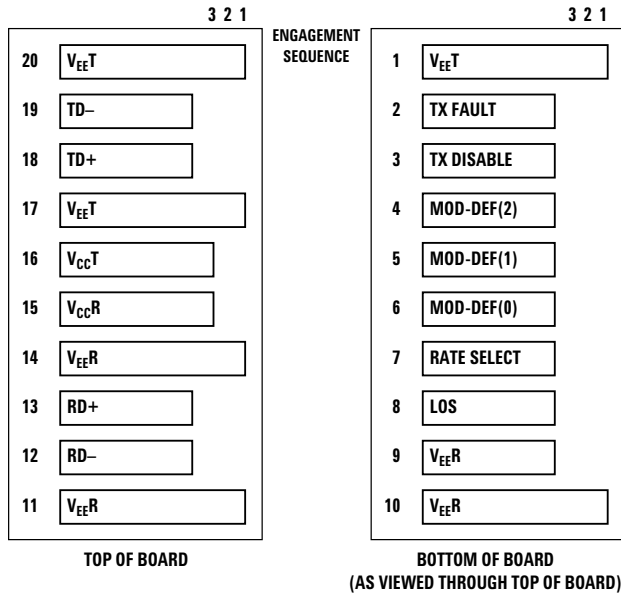 3 2 1
20 VEET
19 TD–
18 TD+
17 VEET
16 VCCT
15 VCCR
14 VEER
13 RD+
12 RD–
11 VEER
TOP OF BOARD
ENGAGEMENT
SEQUENCE
3 2 1
1 VEET
2 TX FAULT
3 TX DISABLE
4 MOD-DEF(2)
5 MOD-DEF(1)
6 MOD-DEF(0)
7 RATE SELECT
8 LOS
9 VEER
10 VEER
BOTTOM OF BOARD
(AS VIEWED THROUGH TOP OF BOARD)